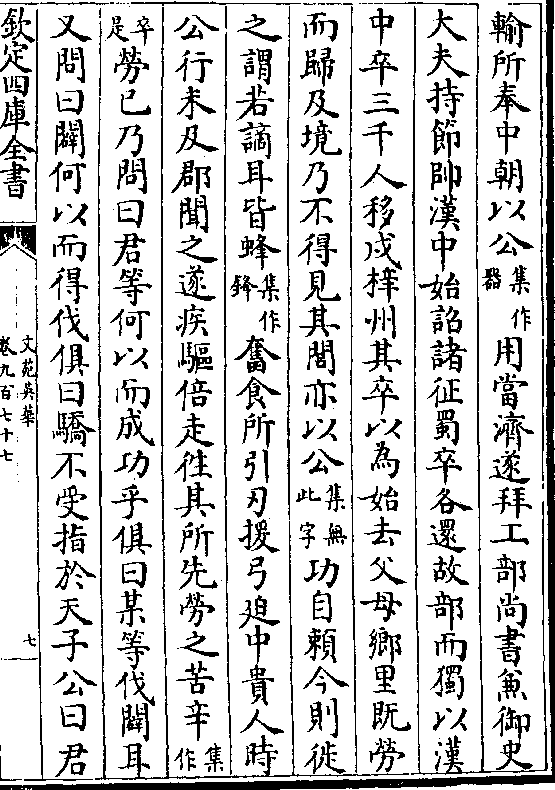 輸所奉中朝以公集作器用當濟遂拜工部尚書兼御史
大夫持節帥漢中始詔諸征蜀卒各還故部而獨以漢
中卒三千人移戍梓州其卒以為始去父母鄉里既勞
而歸及境乃不得見其閭亦以公集無此字功自賴今則徙
之謂若謫耳皆蜂集作鋒奮食所引刃援弓廹中貴人時
公行未及郡聞之遂疾驅倍走徃其所先勞之苦辛集作
卒是勞已乃問曰君等何以而成功乎俱曰某等伐闢耳
又問曰闢何以而得伐俱曰驕不受指於天子公曰君
欽定四庫全書
文苑英華
卷九百七十七
七